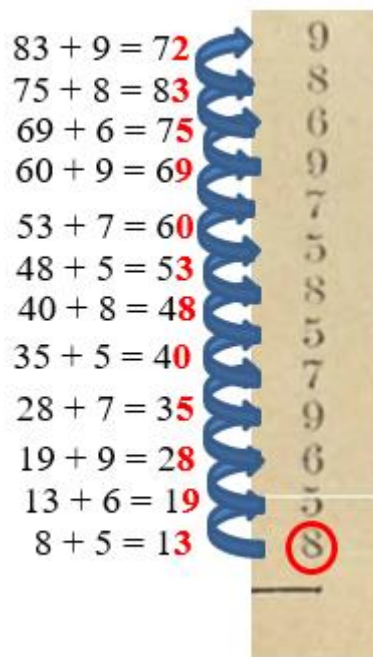 83 + 9 = 72 9
75 + 8 = 83 8
69 + 6 = 75 6
60 + 9 = 69 9
53 + 7 = 60 7
48 + 5 = 53 5
40 + 8 = 48 8
35 + 5 = 40 5
28 + 7 = 35 7
19 + 9 = 28 9
13 + 6 = 19 6
8 + 5 = 13 5
8